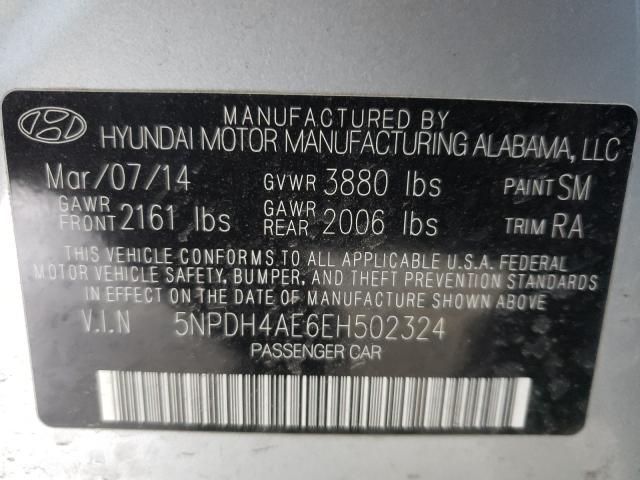 MANUFACTURED BY
HYUNDAI MOTOR MANUFACTURING ALABAMA, LLC
Mar/07/14 GVWR 3880 lbs PAINT SM
GAWR FRONT 2161 lbs GAWR REAR 2006 lbs TRIM RA
THIS VEHICLE CONFORMS TO ALL APPLICABLE U.S.A. FEDERAL
MOTOR VEHICLE SAFETY, BUMPER, AND THEFT PREVENTION STANDARDS
IN EFFECT ON THE DATE OF MANUFACTURE SHOWN ABOVE.
V.I.N 5NPDH4AE6EH502324
PASSENGER CAR